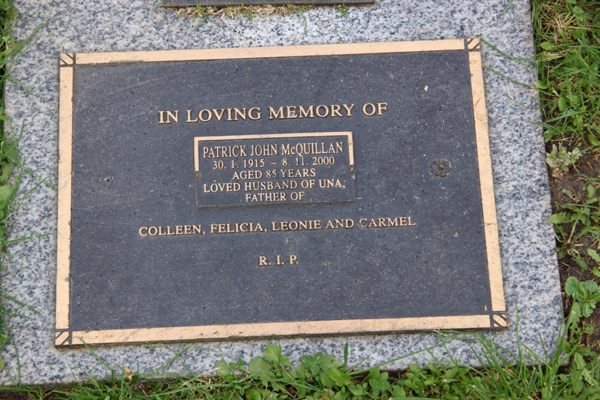 IN LOVING MEMORY OF
PATRICK JOHN McQUILLAN
30. 1. 1915 - 8. 11. 2000
AGED 85 YEARS
LOVED HUSBAND OF UNA,
FATHER OF
COLLEEN, FELICIA, LEONIE AND CARMEL
R. I. P.